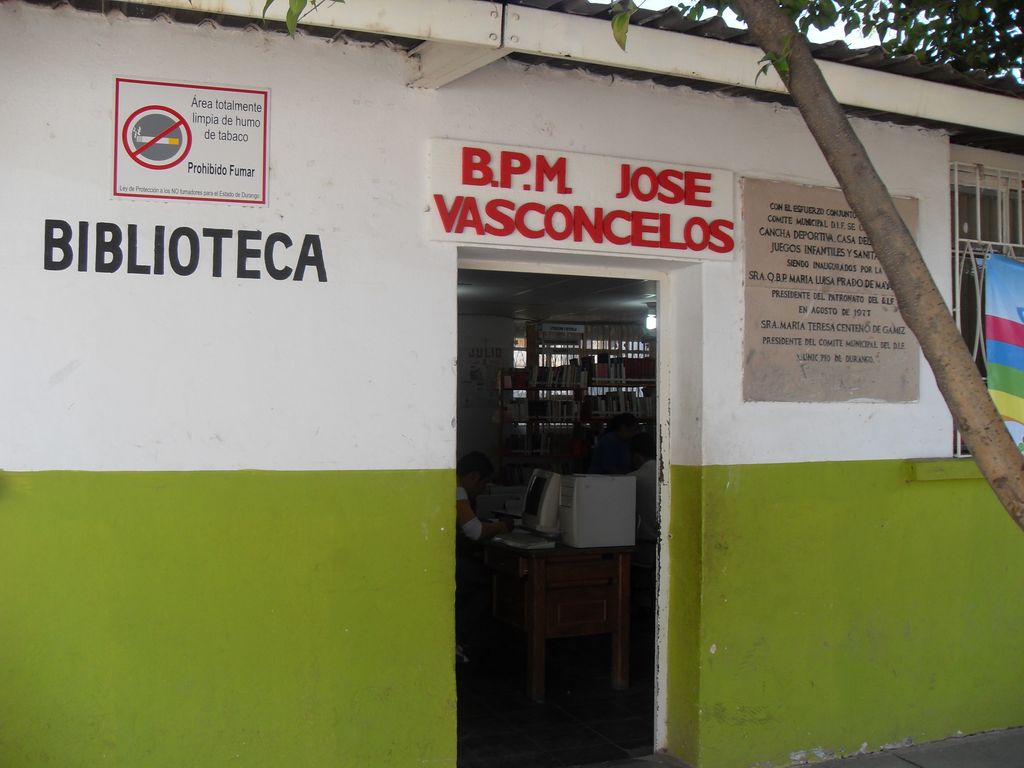 Área totalmente
limpia de humo
de tabaco
Prohibido Fumar
Ley de Protección a los NO fumadores para el Estado de Durango
BIBLIOTECA
B.P.M. JOSE
VASCONCELOS
CON EL ESFUERZO CONJUNTO
COMITE MUNICIPAL D.I.F. SE
CANCHA DEPORTIVA, CASA DEL
JUEGOS INFANTILES Y
SIENDO INAUGURADOS POR LA
SRA. Q.B.P. MARIA LUISA PRADO DE
PRESIDENTE DEL PATRONATO DEL D.I.F.
EN AGOSTO DE 1977
SRA. MARIA TERESA CENTENO DE GAMIZ
PRESIDENTE DEL COMITE MUNICIPAL DEL D.I.F.
MUNICIPIO DE DURANGO.
JULIO